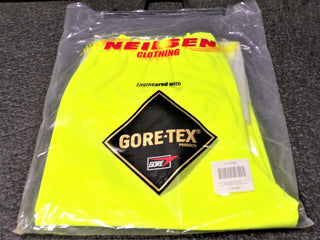 NEILSEN
CLOTHING
Engineered with
GORE-TEX®
PRODUCTS
GORE